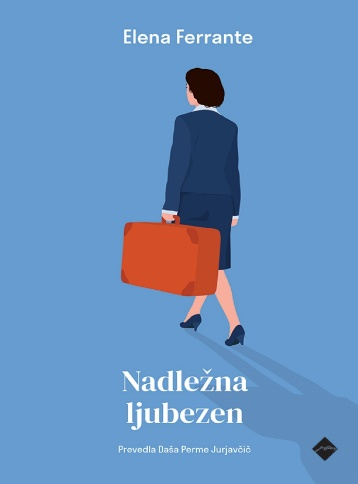 Elena Ferrante
Nadležna
ljubezen
Prevedla Daša Perme Jurjavčič